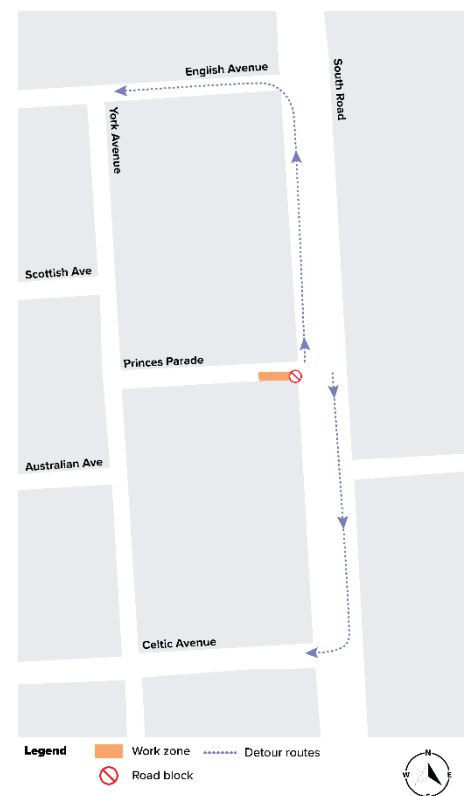 English Avenue
South Road
York Avenue
Scottish Ave
Princes Parade
Australian Ave
Celtic Avenue
Legend
Work zone
Detour routes
Road block
N
W
E